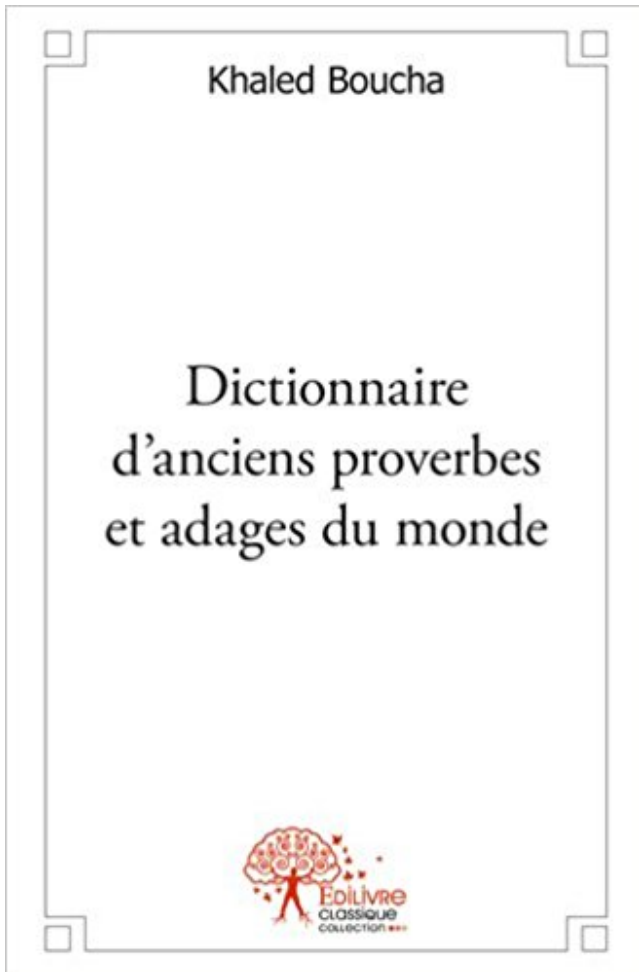 Khaled Boucha
Dictionnaire
d'anciens proverbes
et adages du monde
EDILIVRE
CLASSIQUE
COLLECTION